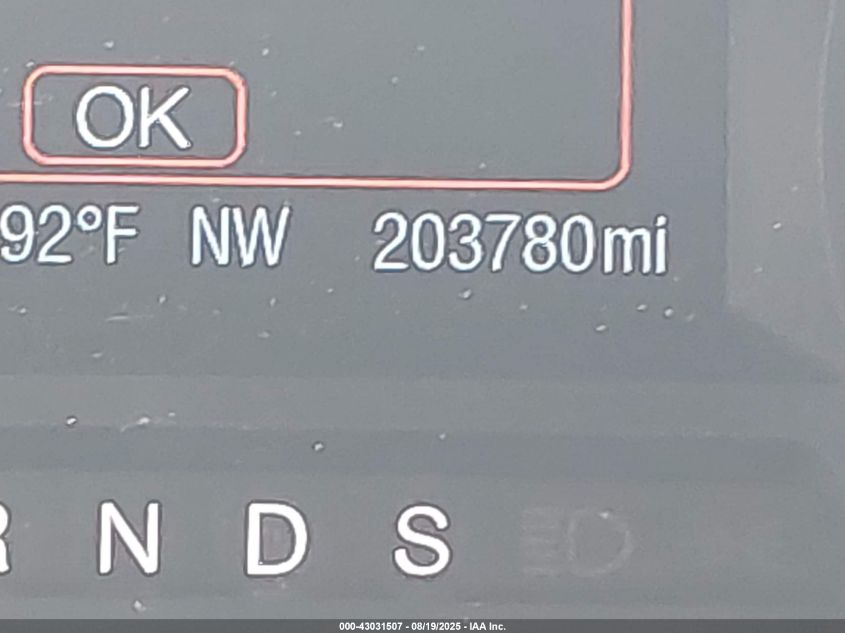 OK
92°F NW 203780mi
R N D S
000-43031507 - 08/19/2025 - IAA Inc.